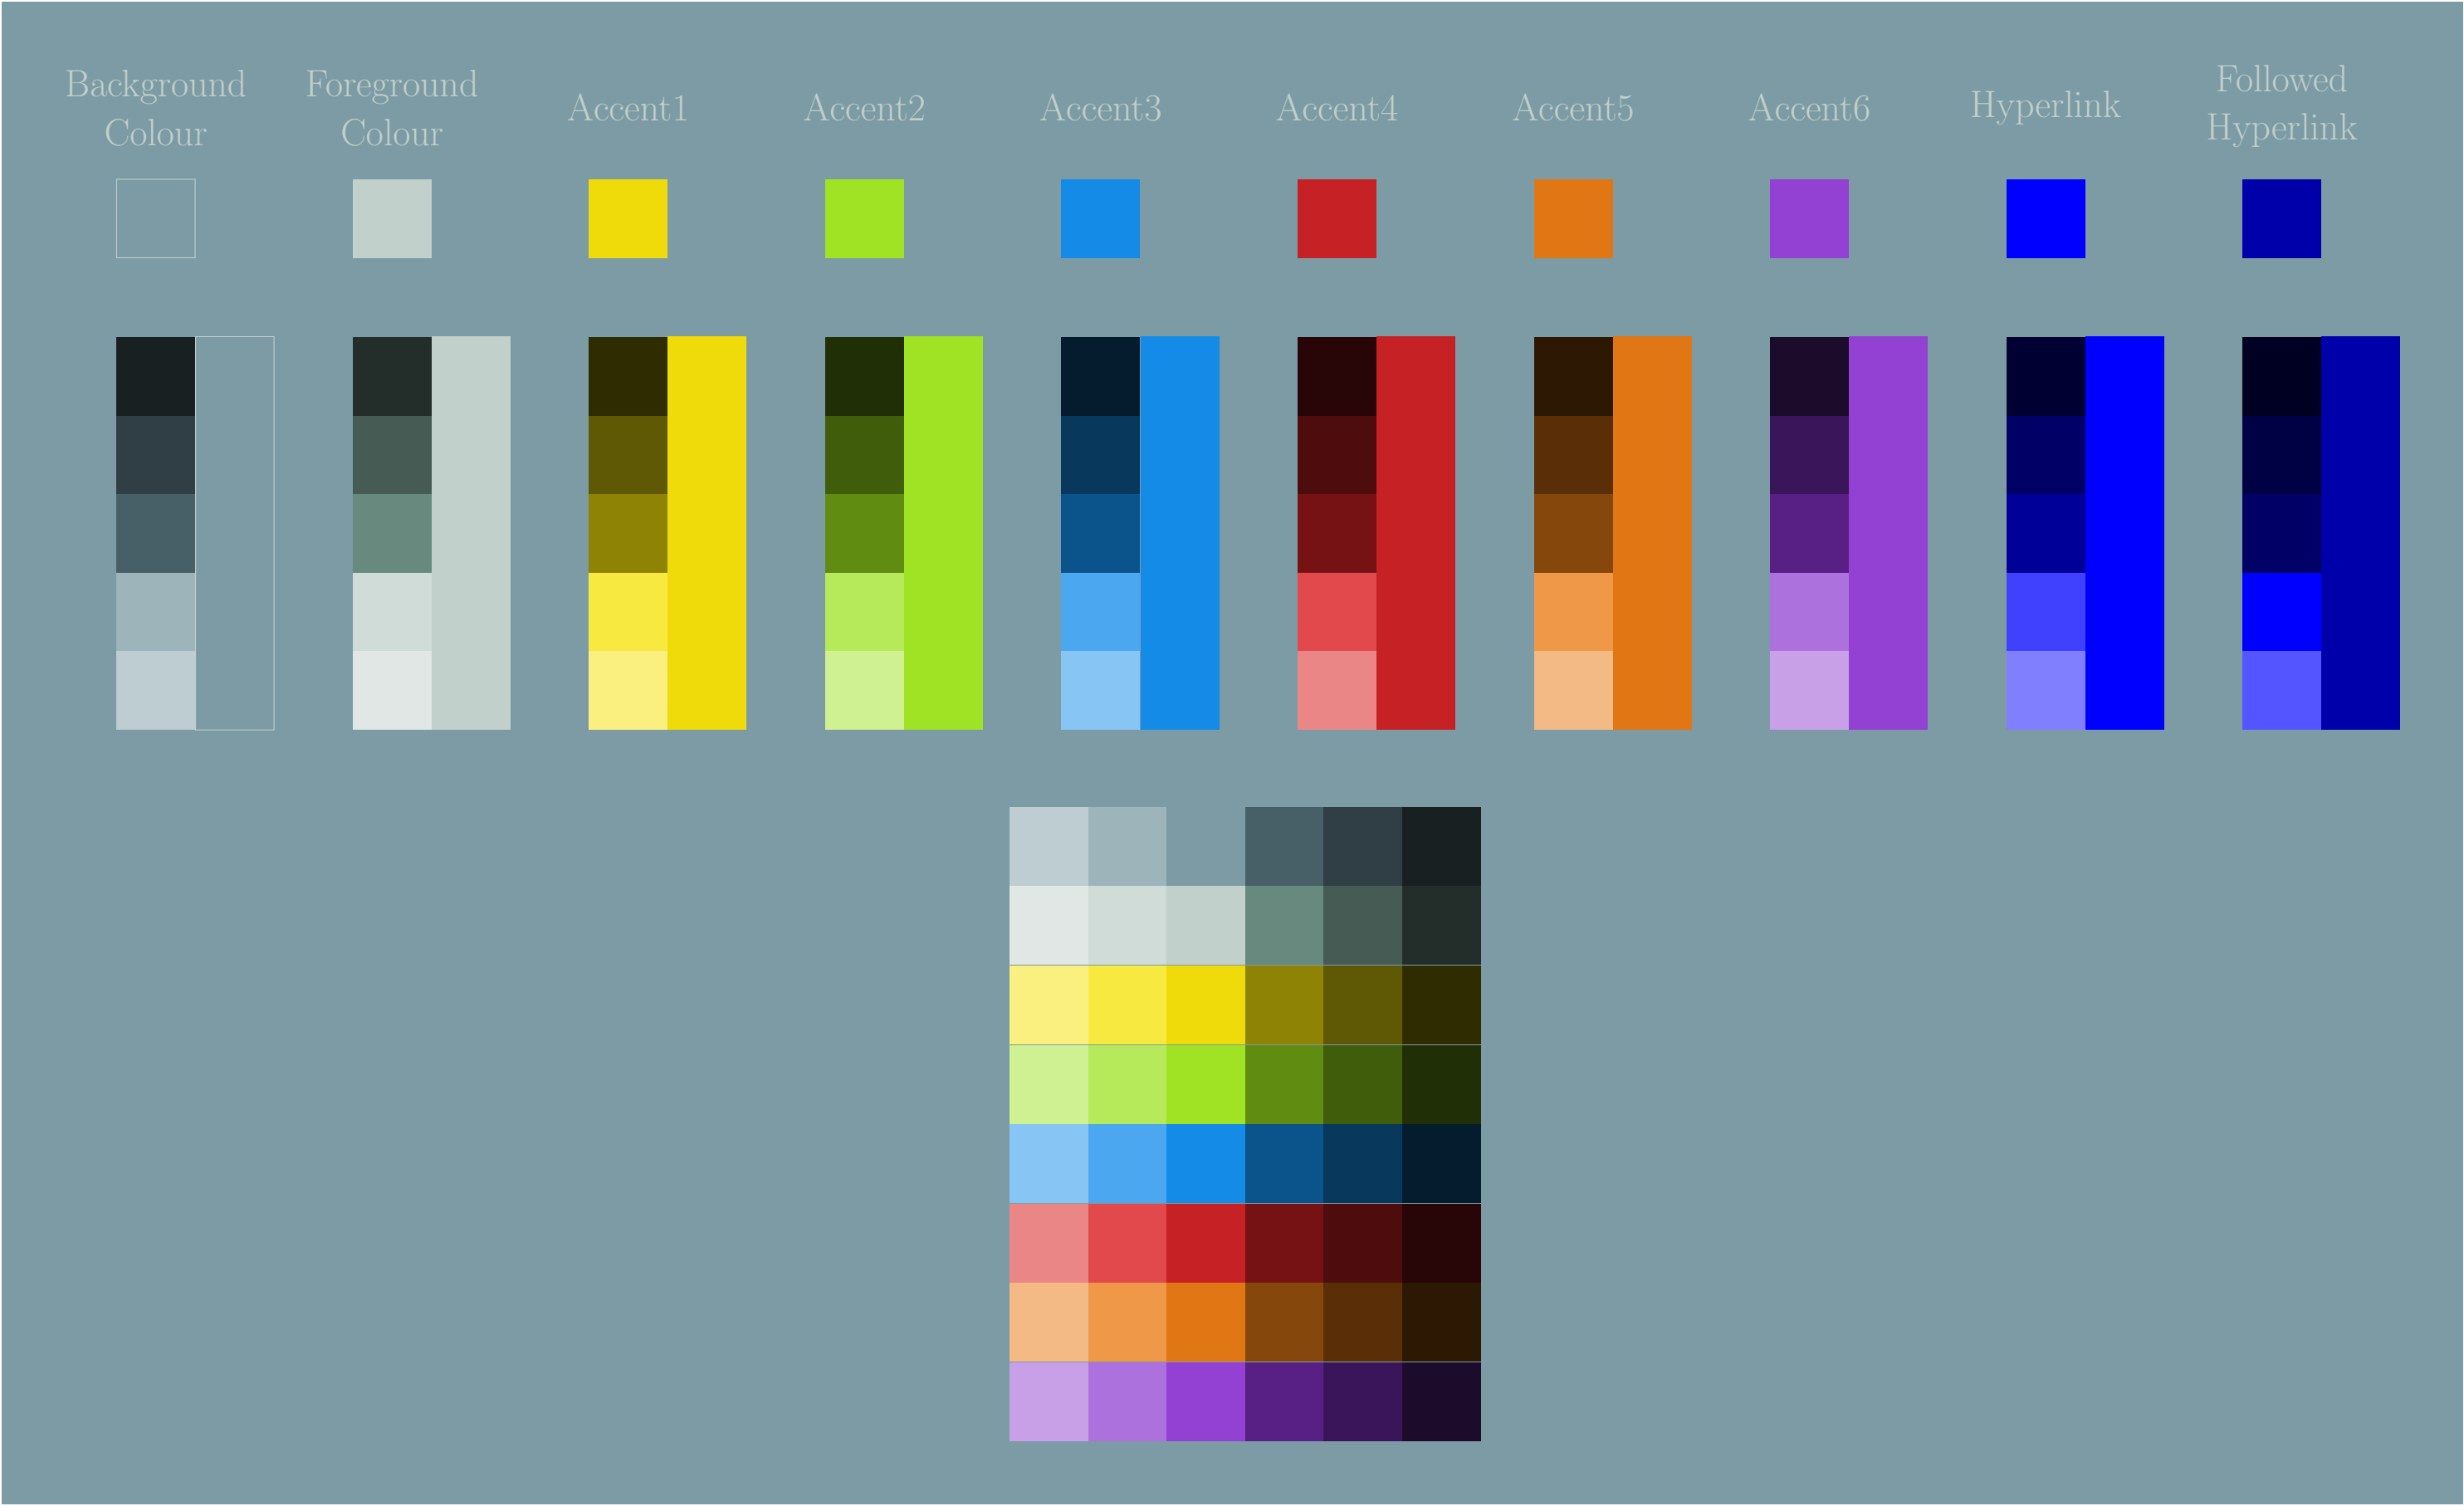 Background
Colour
Foreground
Colour
Accent1
Accent2
Accent3
Accent4
Accent5
Accent6
Hyperlink
Followed
Hyperlink